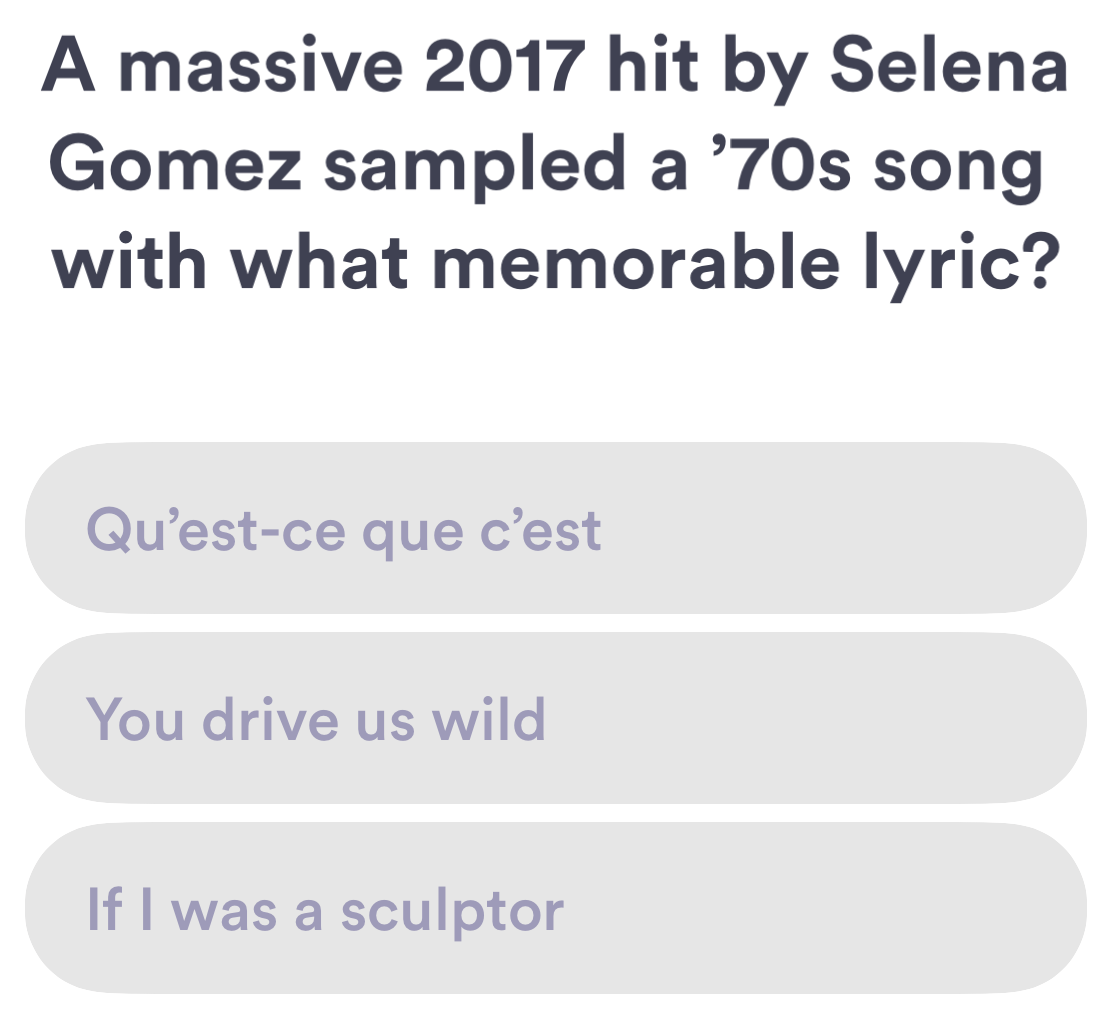 A massive 2017 hit by Selena
Gomez sampled a ’70s song
with what memorable lyric?
Qu’est-ce que c’est
You drive us wild
If I was a sculptor